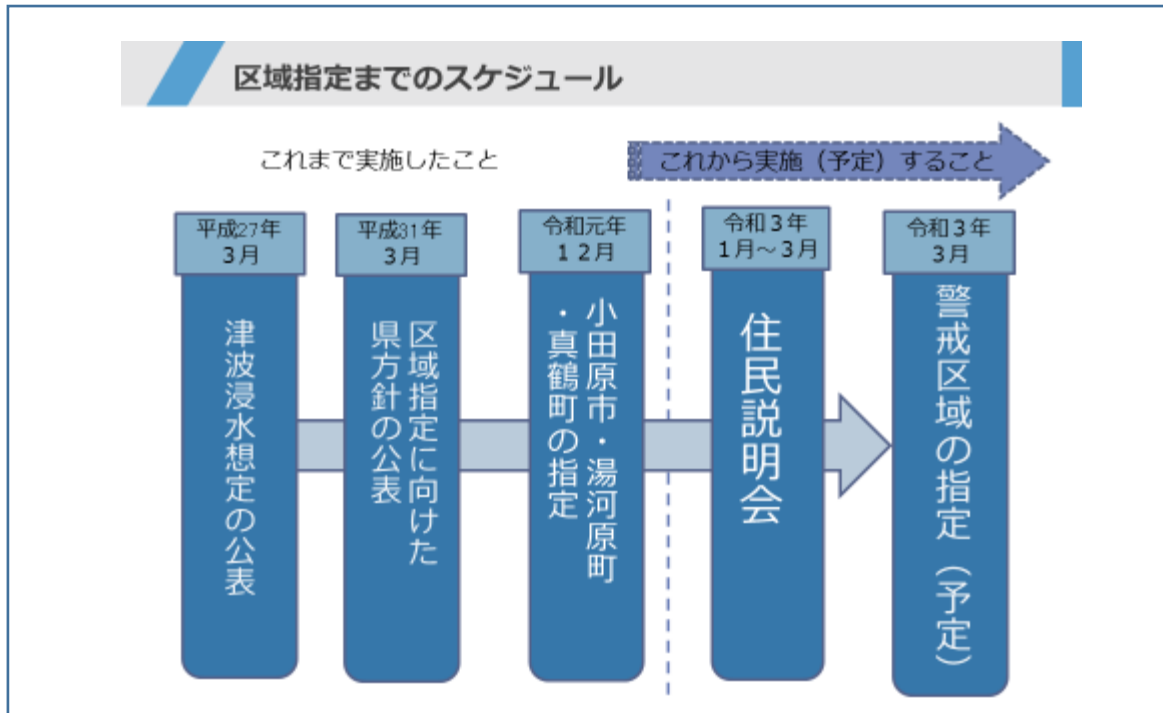 区域指定までのスケジュール
これまで実施したこと
これから実施（予定）すること
平成27年
３月
津波浸水想定の公表
平成31年
３月
区域指定に向けた
県方針の公表
令和元年
１２月
小田原市・湯河原町
・真鶴町の指定
令和３年
１月～３月
住民説明会
令和３年
３月
警戒区域の指定（予定）